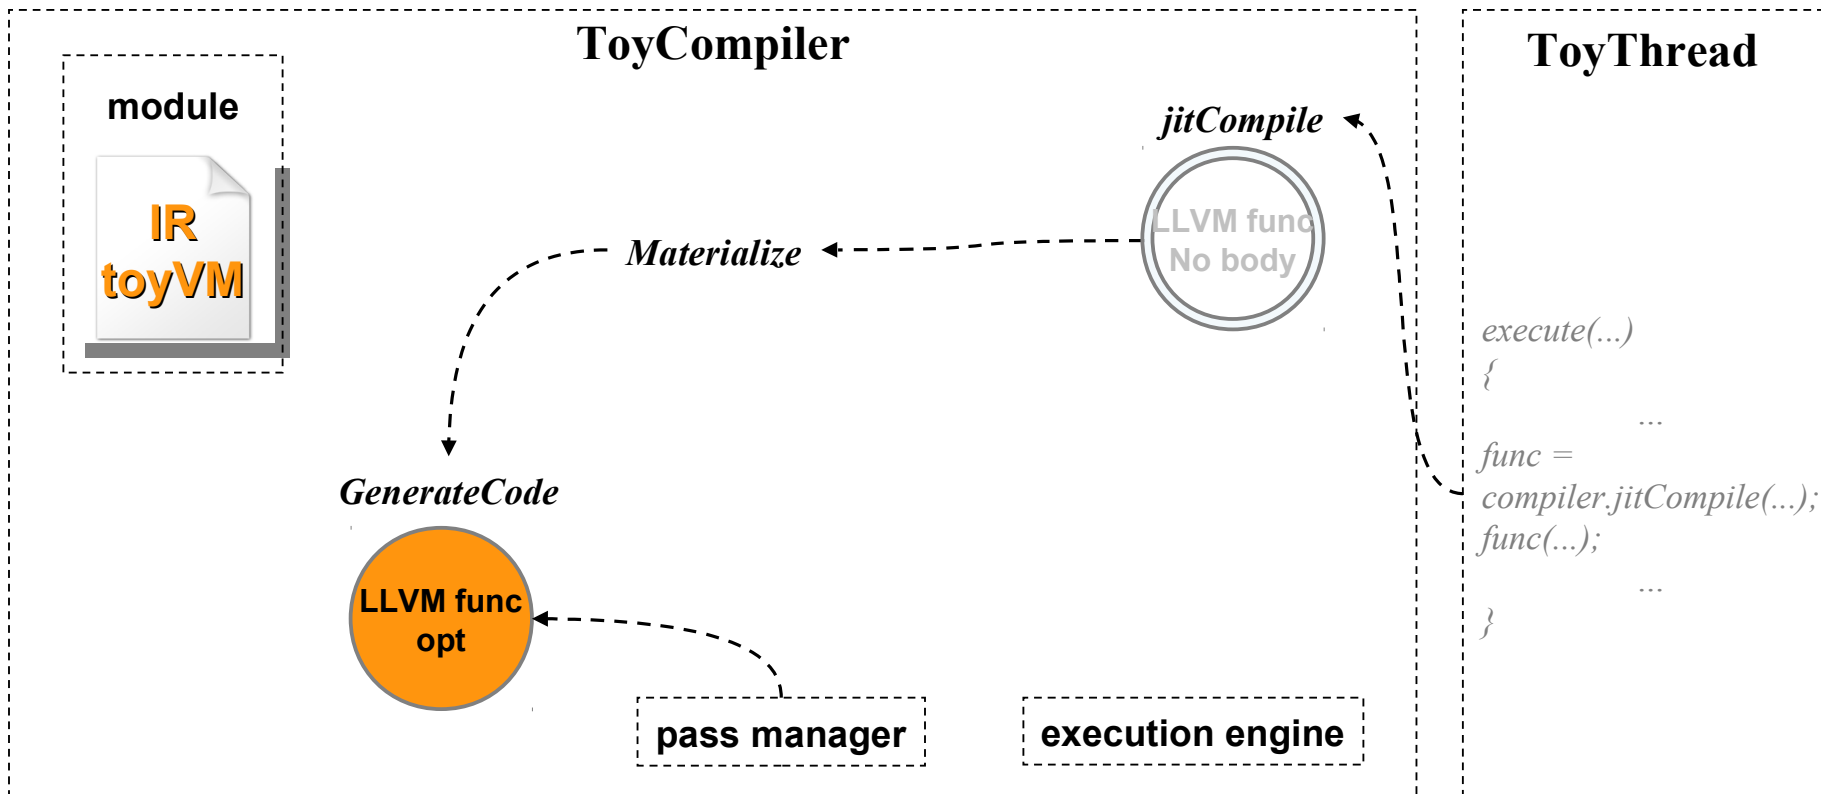 ToyCompiler
ToyThread
module
IR
toyVM
jitCompile
LLVM func
No body
Materialize
GenerateCode
LLVM func
opt
pass manager
execution engine
execute(...)
{
...
func =
compiler.jitCompile(...);
func(...);
...
}